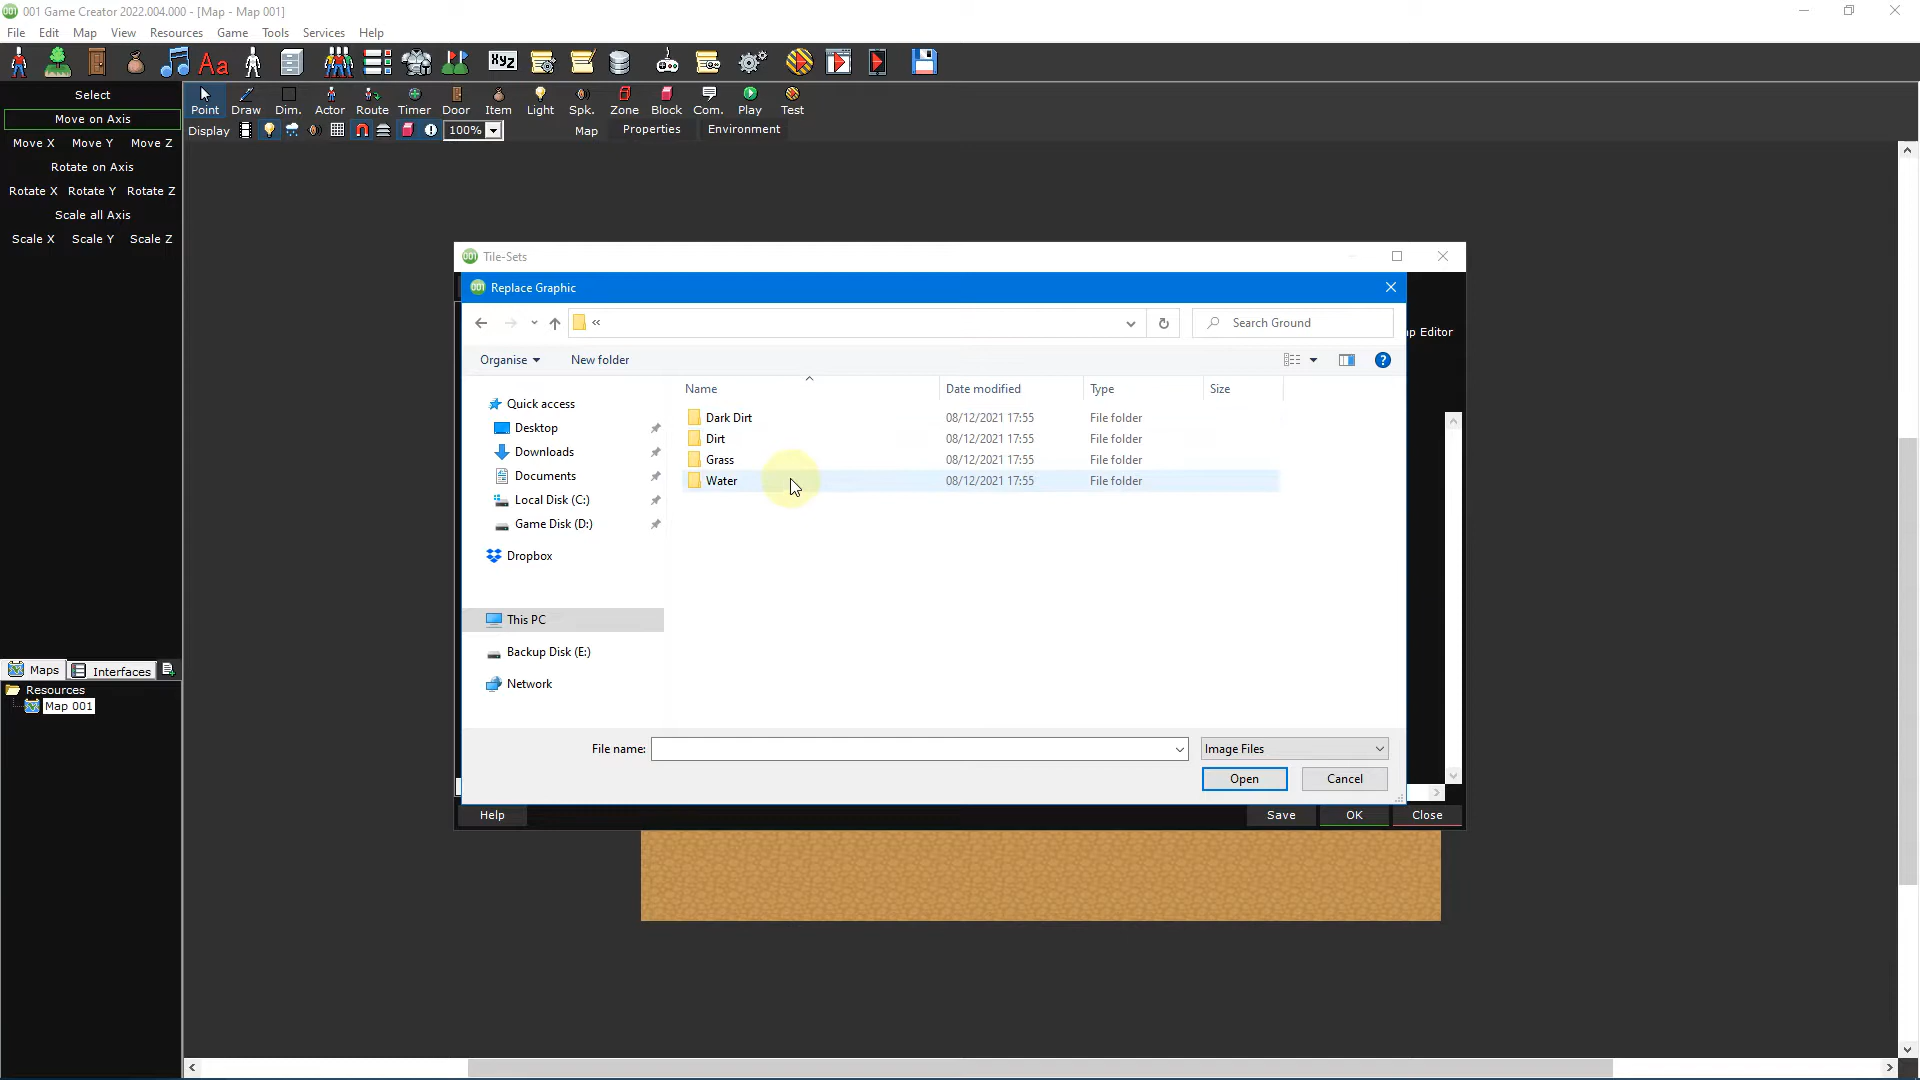 001 Game Creator 2022.004.000 - [Map - Map 001]
File Edit Map View Resources Game Tools Services Help
Aa XYZ
Select
Move on Axis
Move X Move Y Move Z
Rotate on Axis
Rotate X Rotate Y Rotate Z
Scale all Axis
Scale X Scale Y Scale Z
Point Draw Dim. Actor Route Timer Door Item Light Spk. Zone Block Com. Play Test
Display 100% Map Properties Environment
Tile-Sets
Replace Graphic
« Search Ground
p Editor
Organise New folder
Name Date modified Type Size
Quick access
Desktop
Downloads
Documents
Local Disk (C:)
Game Disk (D:)
Dropbox
This PC
Backup Disk (E:)
Network
Dark Dirt 08/12/2021 17:55 File folder
Dirt 08/12/2021 17:55 File folder
Grass 08/12/2021 17:55 File folder
Water 08/12/2021 17:55 File folder
File name: Image Files
Open Cancel
Help Save OK Close
Maps Interfaces
Resources
Map 001